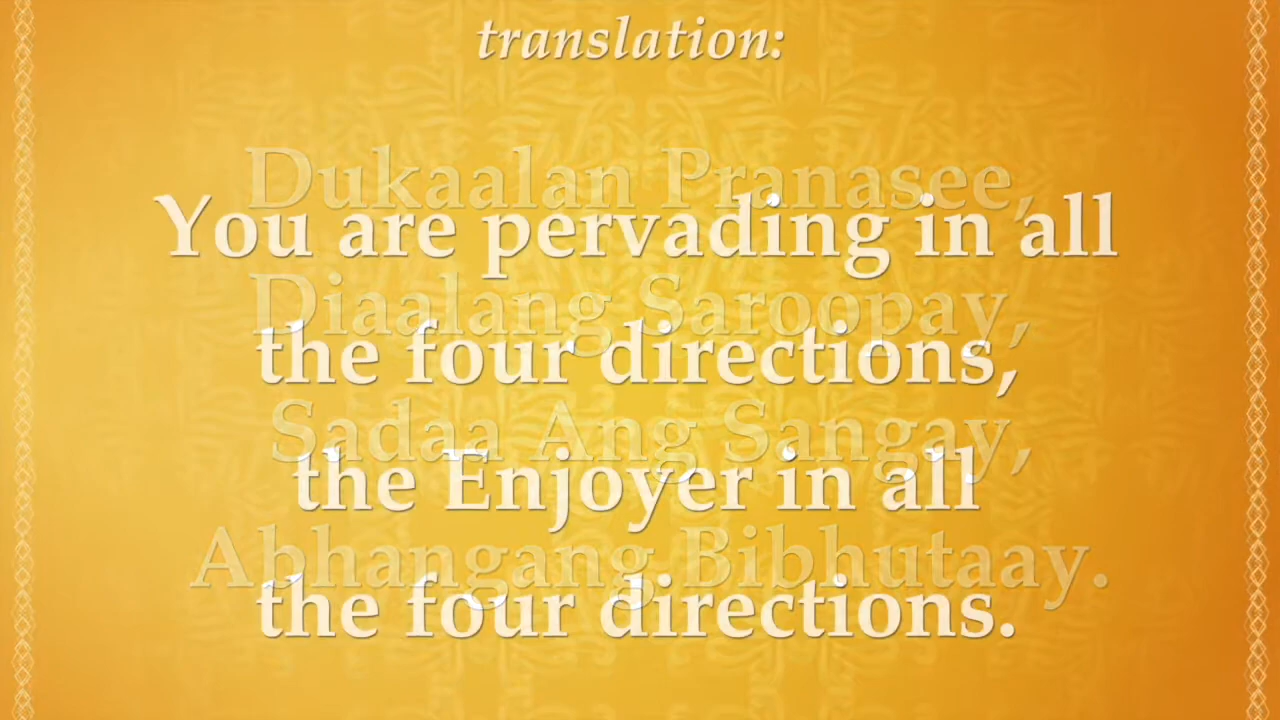 translation:
Dukaalan Pranasee,
You are pervading in all
Diaalang Saroopay,
the four directions,
Sadaa Ang Sangay,
the Enjoyer in all
Abhangang Bibhutaay.
the four directions.